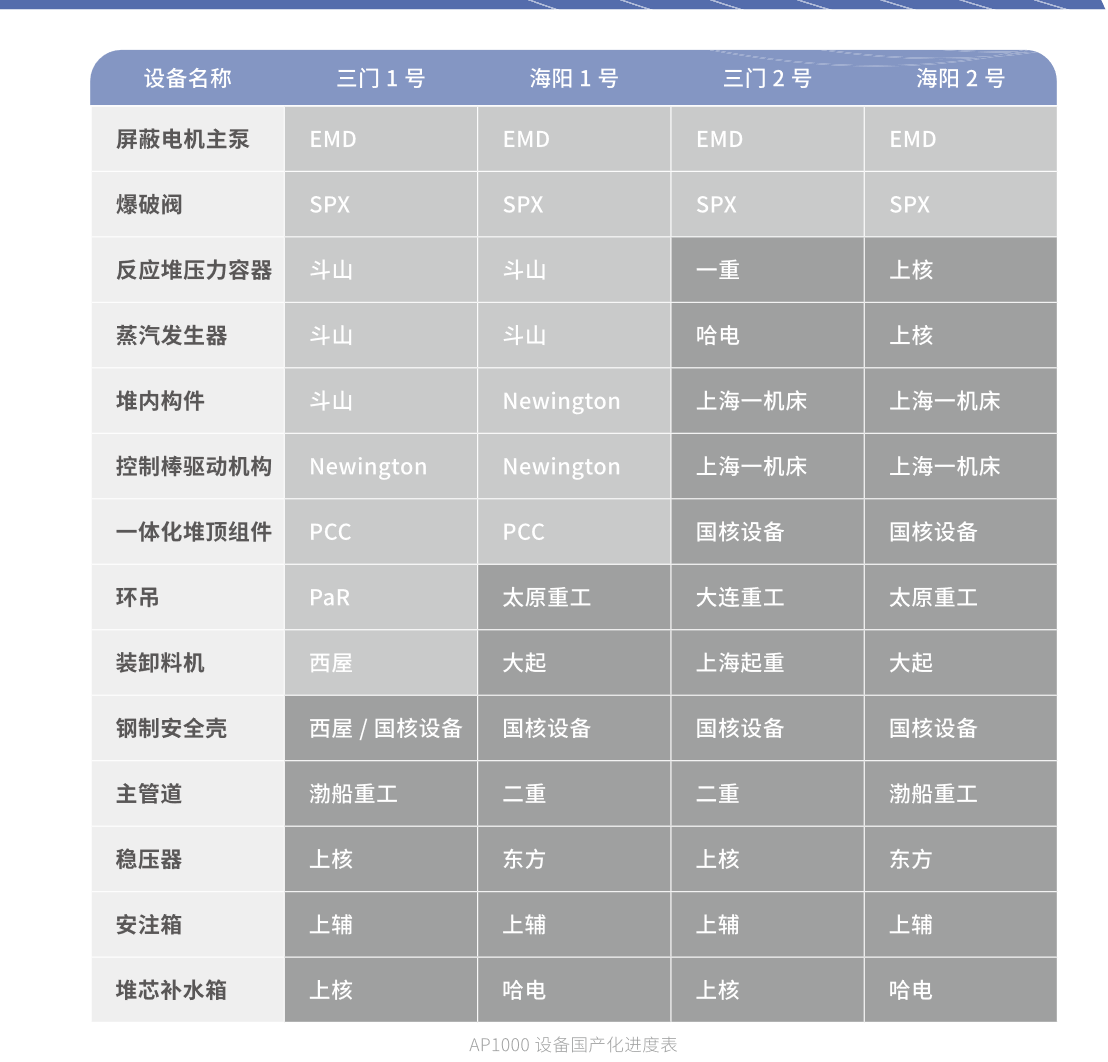 设备名称 三门 1 号 海阳 1 号 三门 2 号 海阳 2 号
屏蔽电机主泵 EMD EMD EMD EMD
爆破阀 SPX SPX SPX SPX
反应堆压力容器 斗山 斗山 一重 上核
蒸汽发生器 斗山 斗山 哈电 上核
堆内构件 斗山 Newington 上海一机床 上海一机床
控制棒驱动机构 Newington Newington 上海一机床 上海一机床
一体化堆顶组件 PCC PCC 国核设备 国核设备
环吊 PaR 太原重工 大连重工 太原重工
装卸料机 西屋 大起 上海起重 大起
钢制安全壳 西屋 / 国核设备 国核设备 国核设备 国核设备
主管道 渤船重工 二重 二重 渤船重工
稳压器 上核 东方 上核 东方
安注箱 上辅 上辅 上辅 上辅
堆芯补水箱 上核 哈电 上核 哈电
AP1000 设备国产化进度表